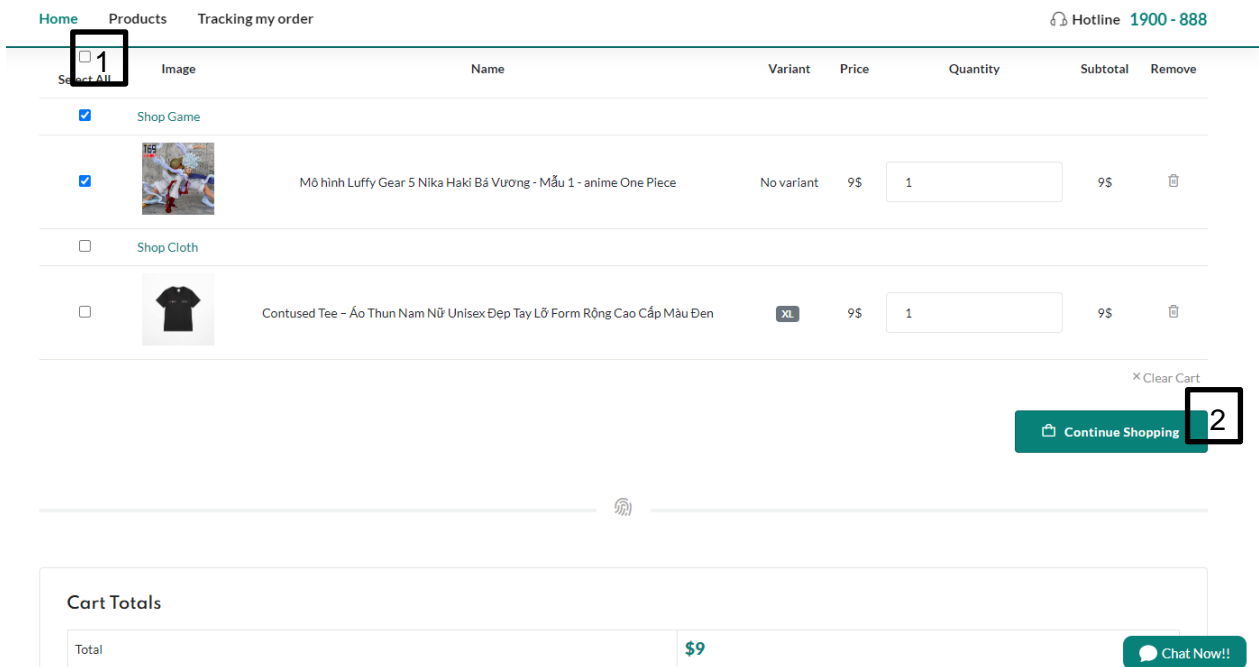 Home Products Tracking my order Hotline 1900 - 888
1
Select All Image Name Variant Price Quantity Subtotal Remove
Shop Game
T69
Mô hình Luffy Gear 5 Nika Haki Bá Vương - Mẫu 1 - anime One Piece No variant 9$ 1 9$
Shop Cloth
Contused Tee – Áo Thun Nam Nữ Unisex Đẹp Tay Lỡ Form Rộng Cao Cấp Màu Đen XL 9$ 1 9$
× Clear Cart
2
Continue Shopping
Cart Totals
Total $9
Chat Now!!